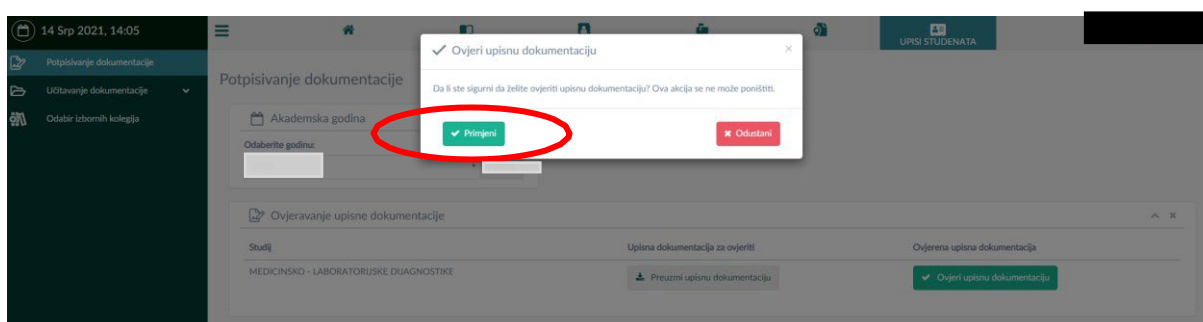 14 Srp 2021, 14:05
UPISI STUDENATA
Potpisivanje dokumentacije
Učitavanje dokumentacije
Odabir izbornih kolegija
Potpisivanje dokumentacije
Akademska godina
Odaberite godinu:
Ovjeri upisnu dokumentaciju
Da li ste sigurni da želite ovjeriti upisnu dokumentaciju? Ova akcija se ne može poništiti.
Primjeni
Odustani
Ovjeravanje upisne dokumentacije
Studij
Upisna dokumentacija za ovjeriti
Ovjerena upisna dokumentacija
MEDICINSKO - LABORATORIJSKE DIJAGNOSTIKE
Preuzmi upisnu dokumentaciju
Ovjeri upisnu dokumentaciju